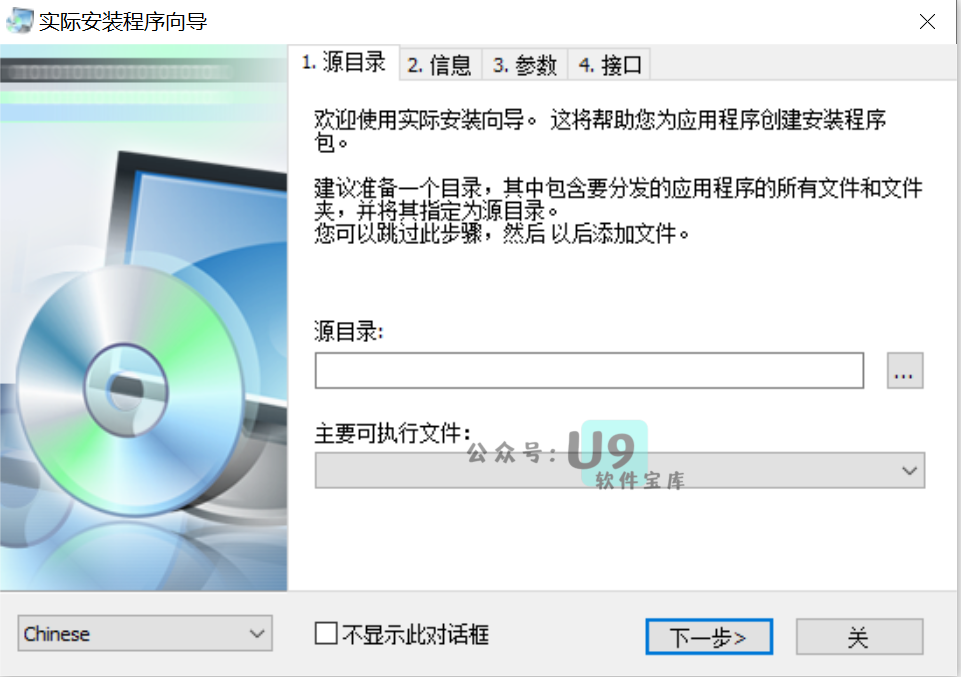 实际安装程序向导
1. 源目录
2. 信息
3. 参数
4. 接口
欢迎使用实际安装向导。 这将帮助您为应用程序创建安装程序
包。
建议准备一个目录，其中包含要分发的应用程序的所有文件和文件
夹，并将其指定为源目录。
您可以跳过此步骤，然后 以后添加文件。
源目录:
...
主要可执行文件:
公众号: U9
软件宝库
Chinese
不显示此对话框
下一步>
关